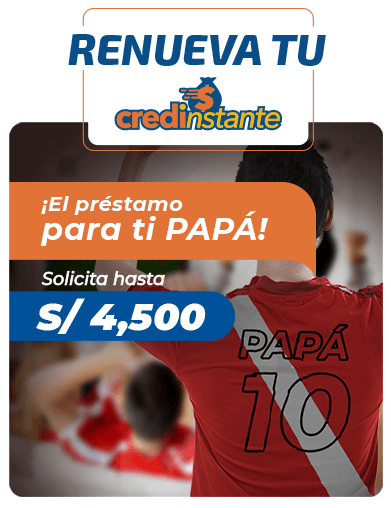 RENUEVA TU
credinstante
¡El préstamo
para ti PAPÁ!
Solicita hasta
S/ 4,500
PAPÁ
10